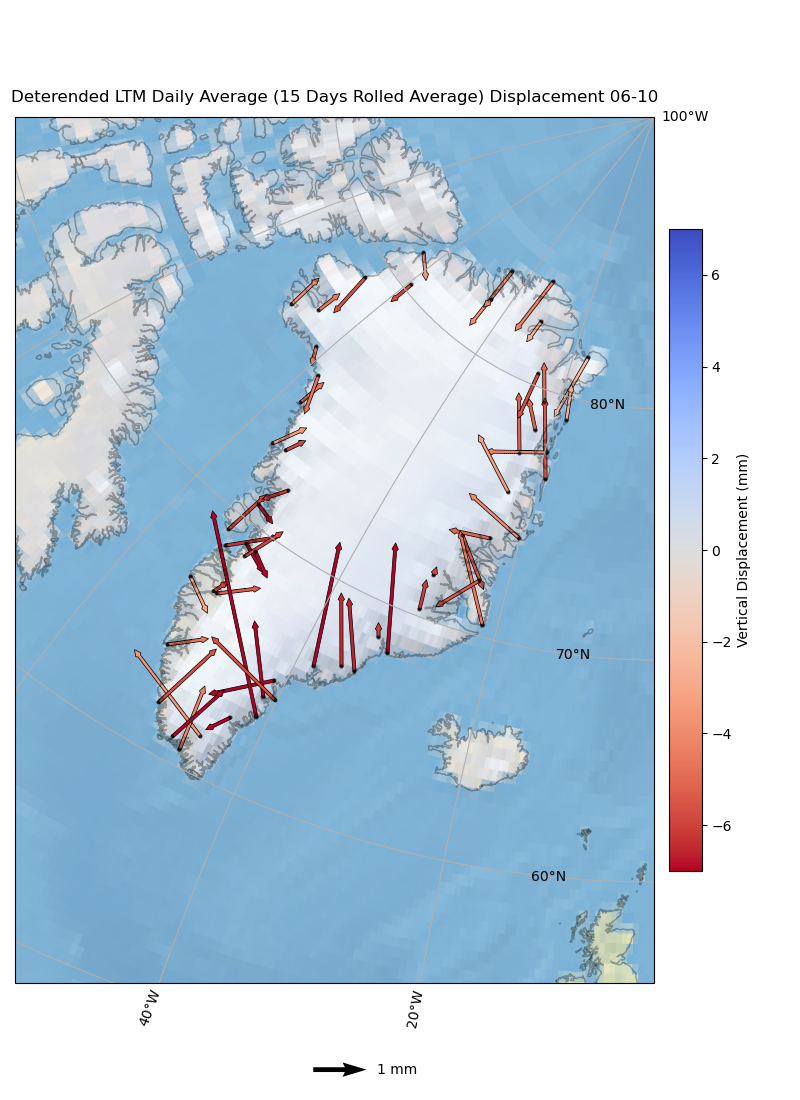 Deterended LTM Daily Average (15 Days Rolled Average) Displacement 06-10
100°W
6
4
2
0
−2
−4
−6
Vertical Displacement (mm)
80°N
70°N
60°N
40°W
20°W
1 mm